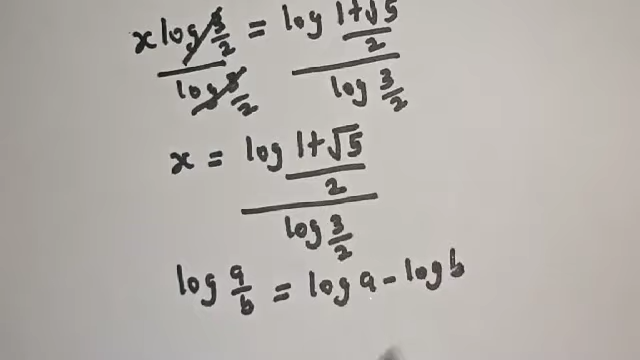 x log 3/2 / log 3/2 = log (1+√5)/2 / log 3/2
x = log (1+√5)/2 / log 3/2
log a/b = log a - log b